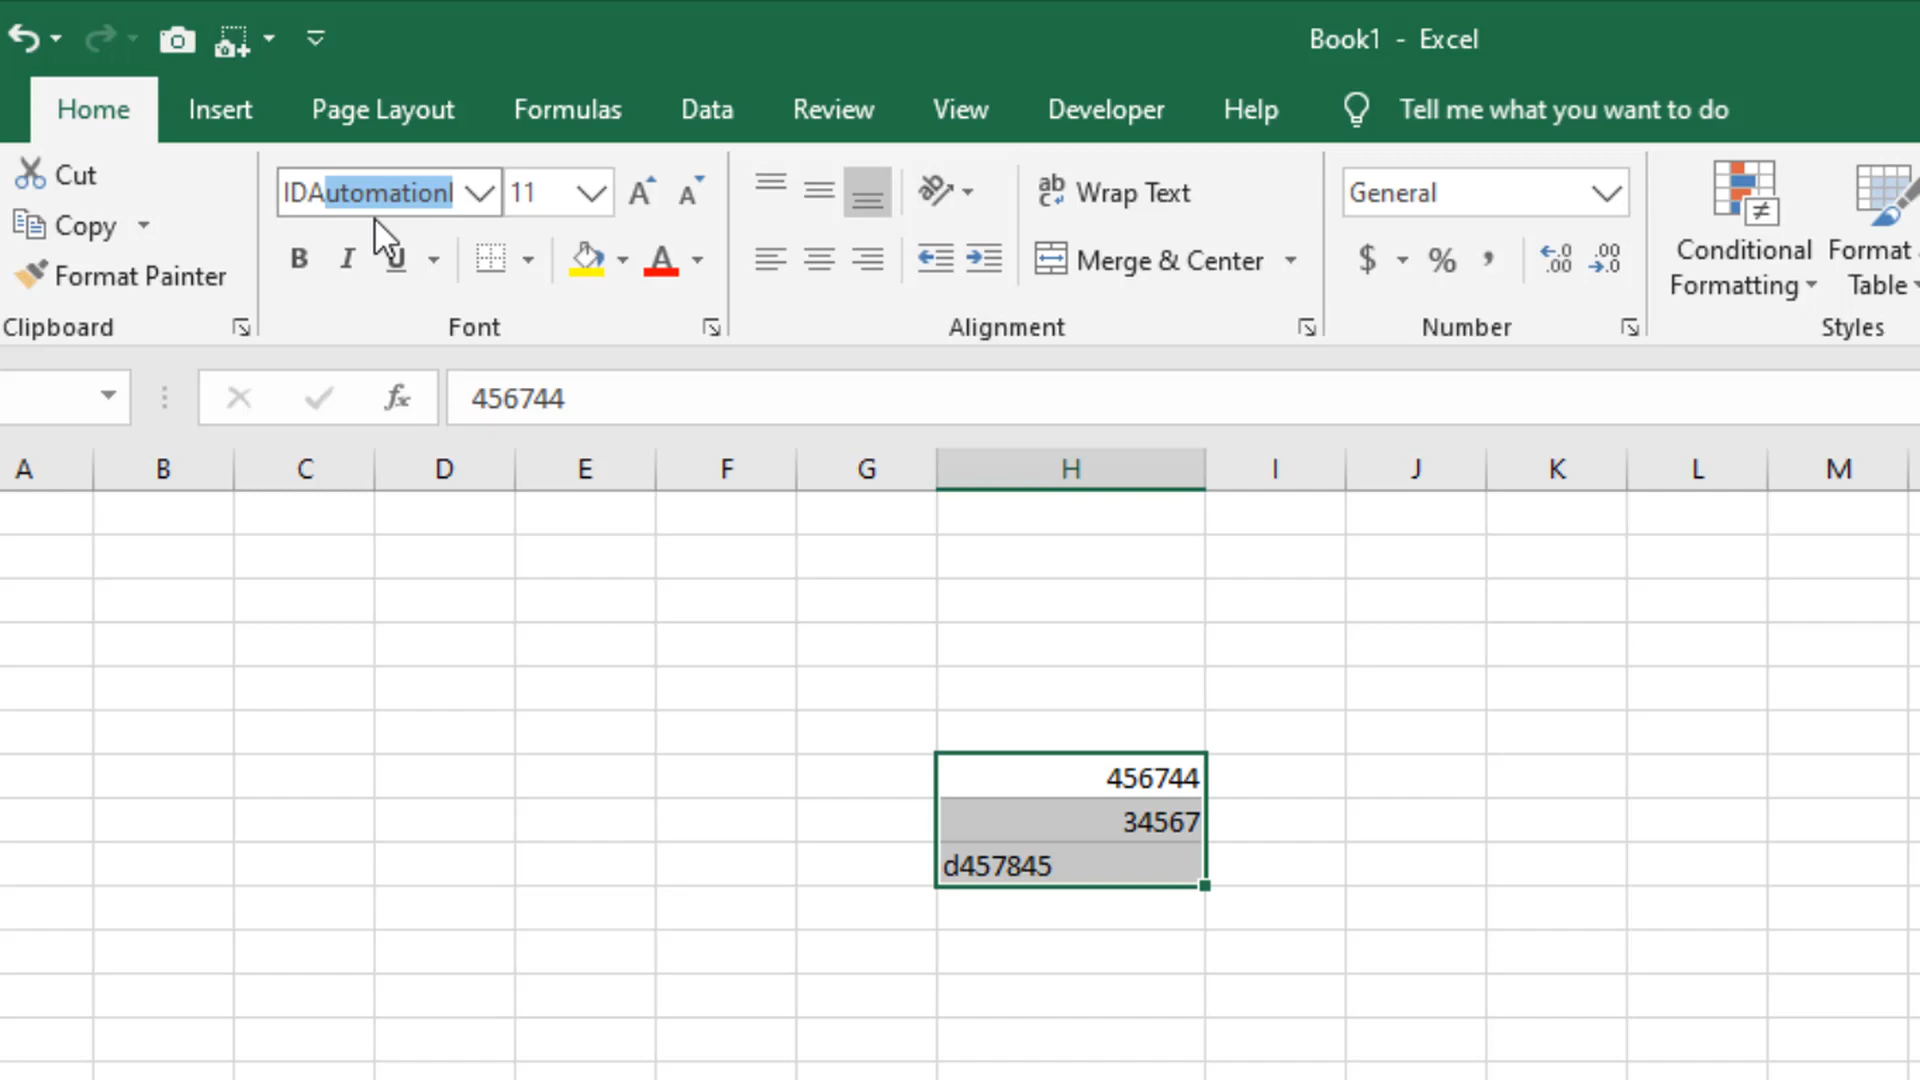 Book1 - Excel
Home Insert Page Layout Formulas Data Review View Developer Help Tell me what you want to do
Cut
Copy
Format Painter
Clipboard
IDAutomationH
11
B I U
Font
Wrap Text
Merge & Center
Alignment
General
$ % ,
Number
Conditional
Formatting
Format
Table
Styles
fx 456744
A B C D E F G H I J K L M
456744
34567
d457845